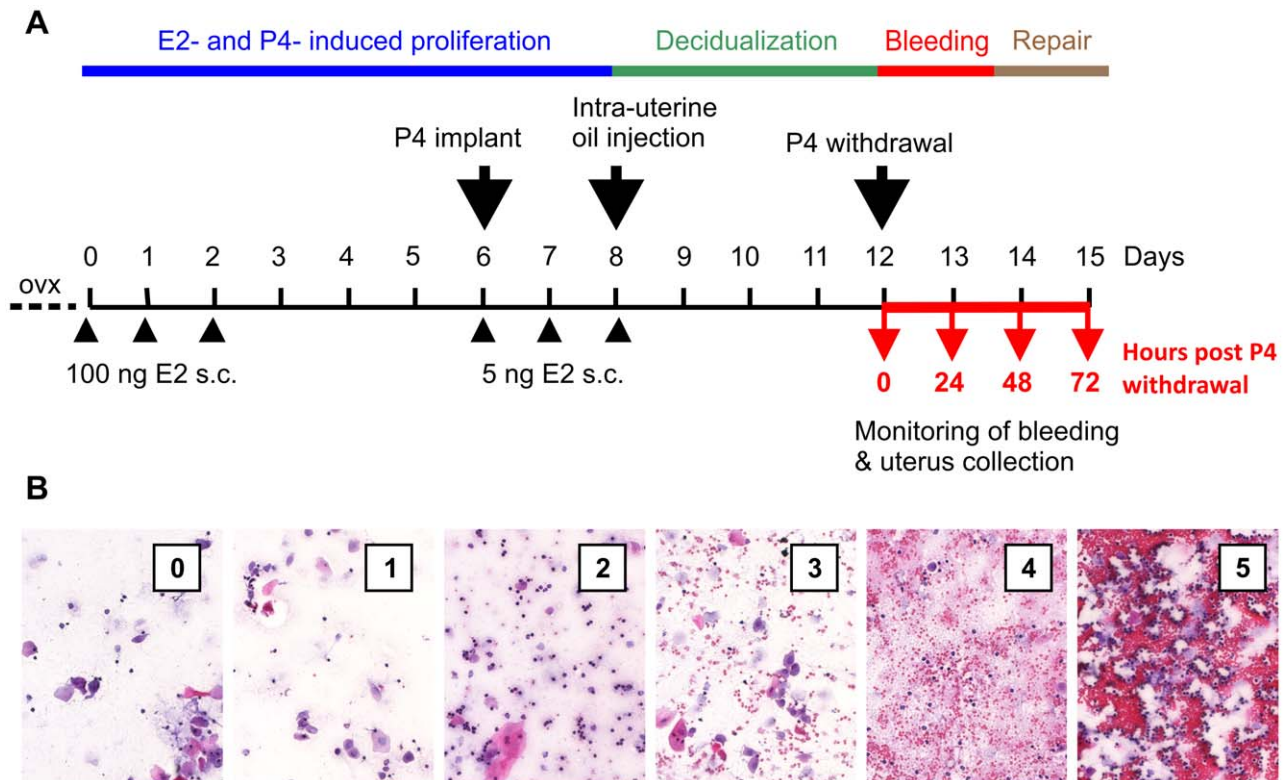 A
E2- and P4- induced proliferation Decidualization Bleeding Repair
P4 implant
Intra-uterine
oil injection
P4 withdrawal
ovx
0 1 2 3 4 5 6 7 8 9 10 11 12 13 14 15 Days
100 ng E2 s.c.
5 ng E2 s.c.
0 24 48 72
Hours post P4
withdrawal
Monitoring of bleeding
& uterus collection
B
0 1 2 3 4 5